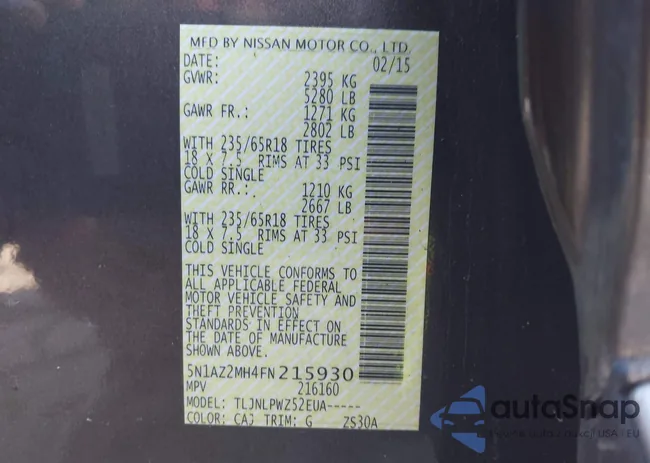 MFD BY NISSAN MOTOR CO., LTD.
DATE: 02/15
GVWR: 2395 KG
5280 LB
GAWR FR.: 1271 KG
2802 LB
WITH 235/65R18 TIRES
18 X 7.5 RIMS AT 33 PSI
COLD SINGLE
GAWR RR.: 1210 KG
2667 LB
WITH 235/65R18 TIRES
18 X 7.5 RIMS AT 33 PSI
COLD SINGLE
THIS VEHICLE CONFORMS TO
ALL APPLICABLE FEDERAL
MOTOR VEHICLE SAFETY AND
THEFT PREVENTION
STANDARDS IN EFFECT ON
THE DATE OF MANUFACTURE
SHOWN ABOVE.
5N1AZ2MH4FN215930
MPV 216160
MODEL: TLJNLPWZ52EUA-----
COLOR: CAJ TRIM: G ZS30A
autoSnap
aukcji USA - EU